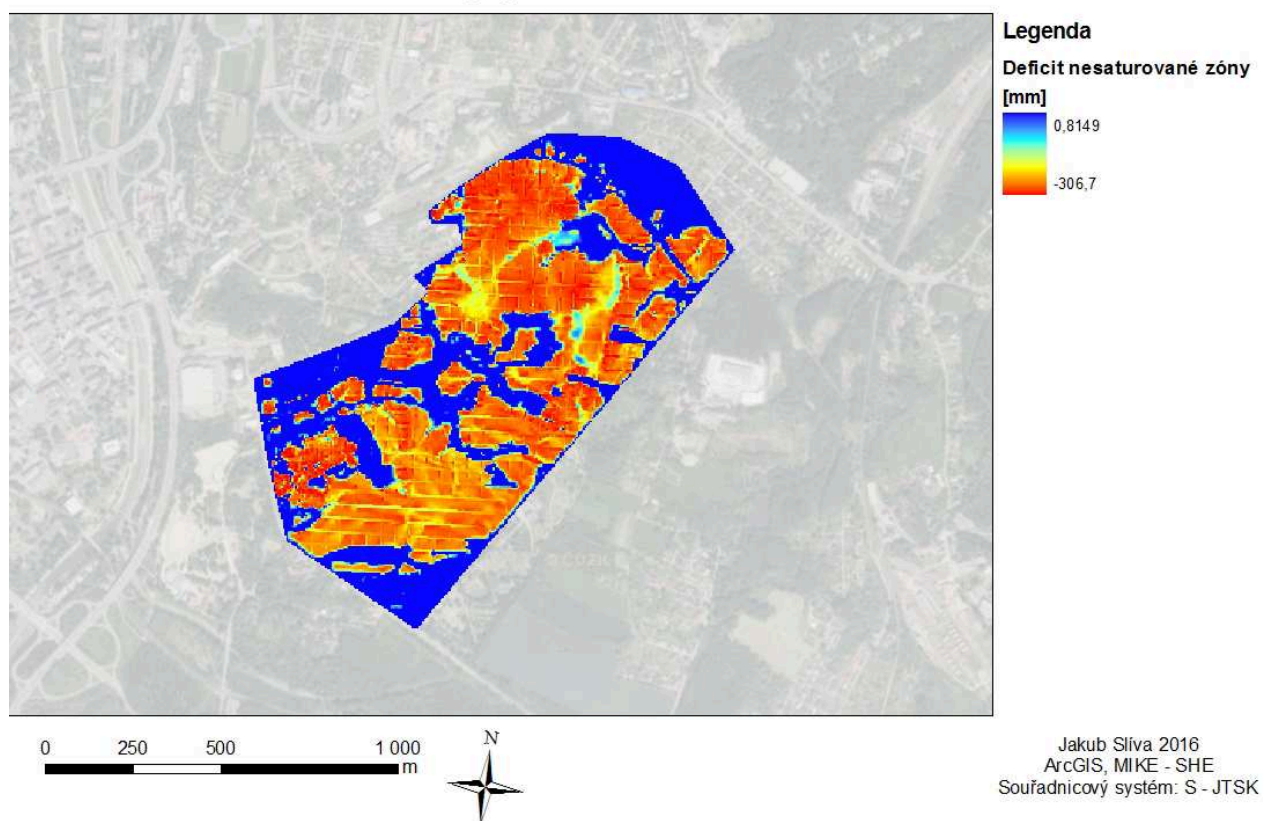 Legenda
Deficit nesaturované zóny
[mm]
0,8149
-306,7
0 250 500 1 000
m
N
Jakub Slíva 2016
ArcGIS, MIKE - SHE
Souřadnicový systém: S - JTSK